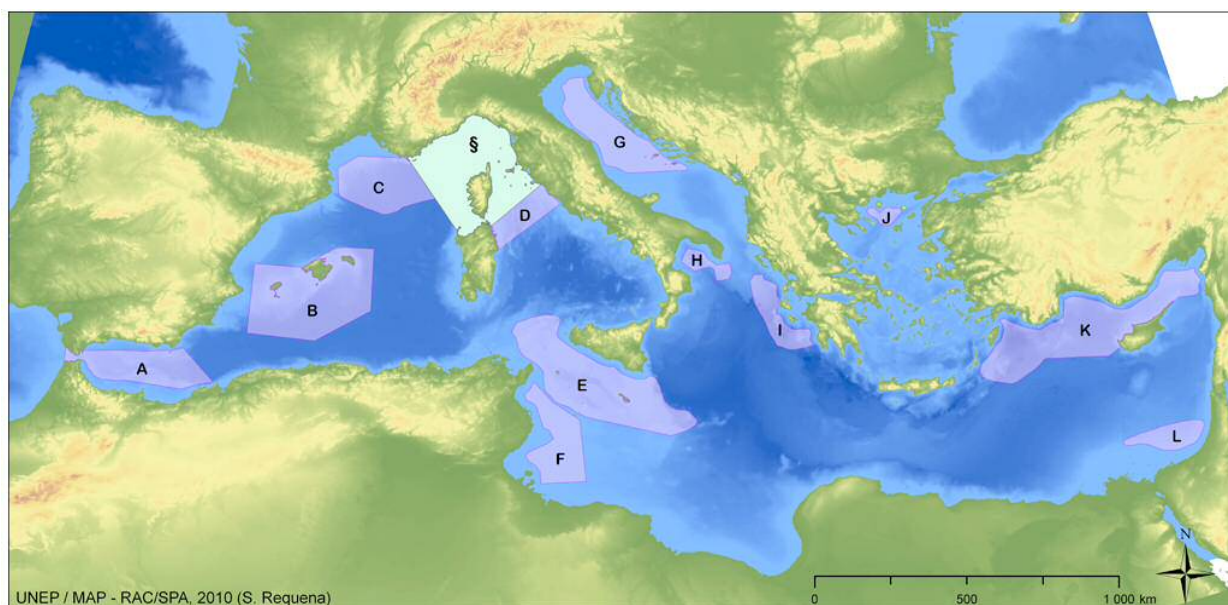 §
G
C
D
J
H
B
I
K
A
E
L
F
N
UNEP / MAP - RAC/SPA, 2010 (S. Requena)
0 500 1 000 km